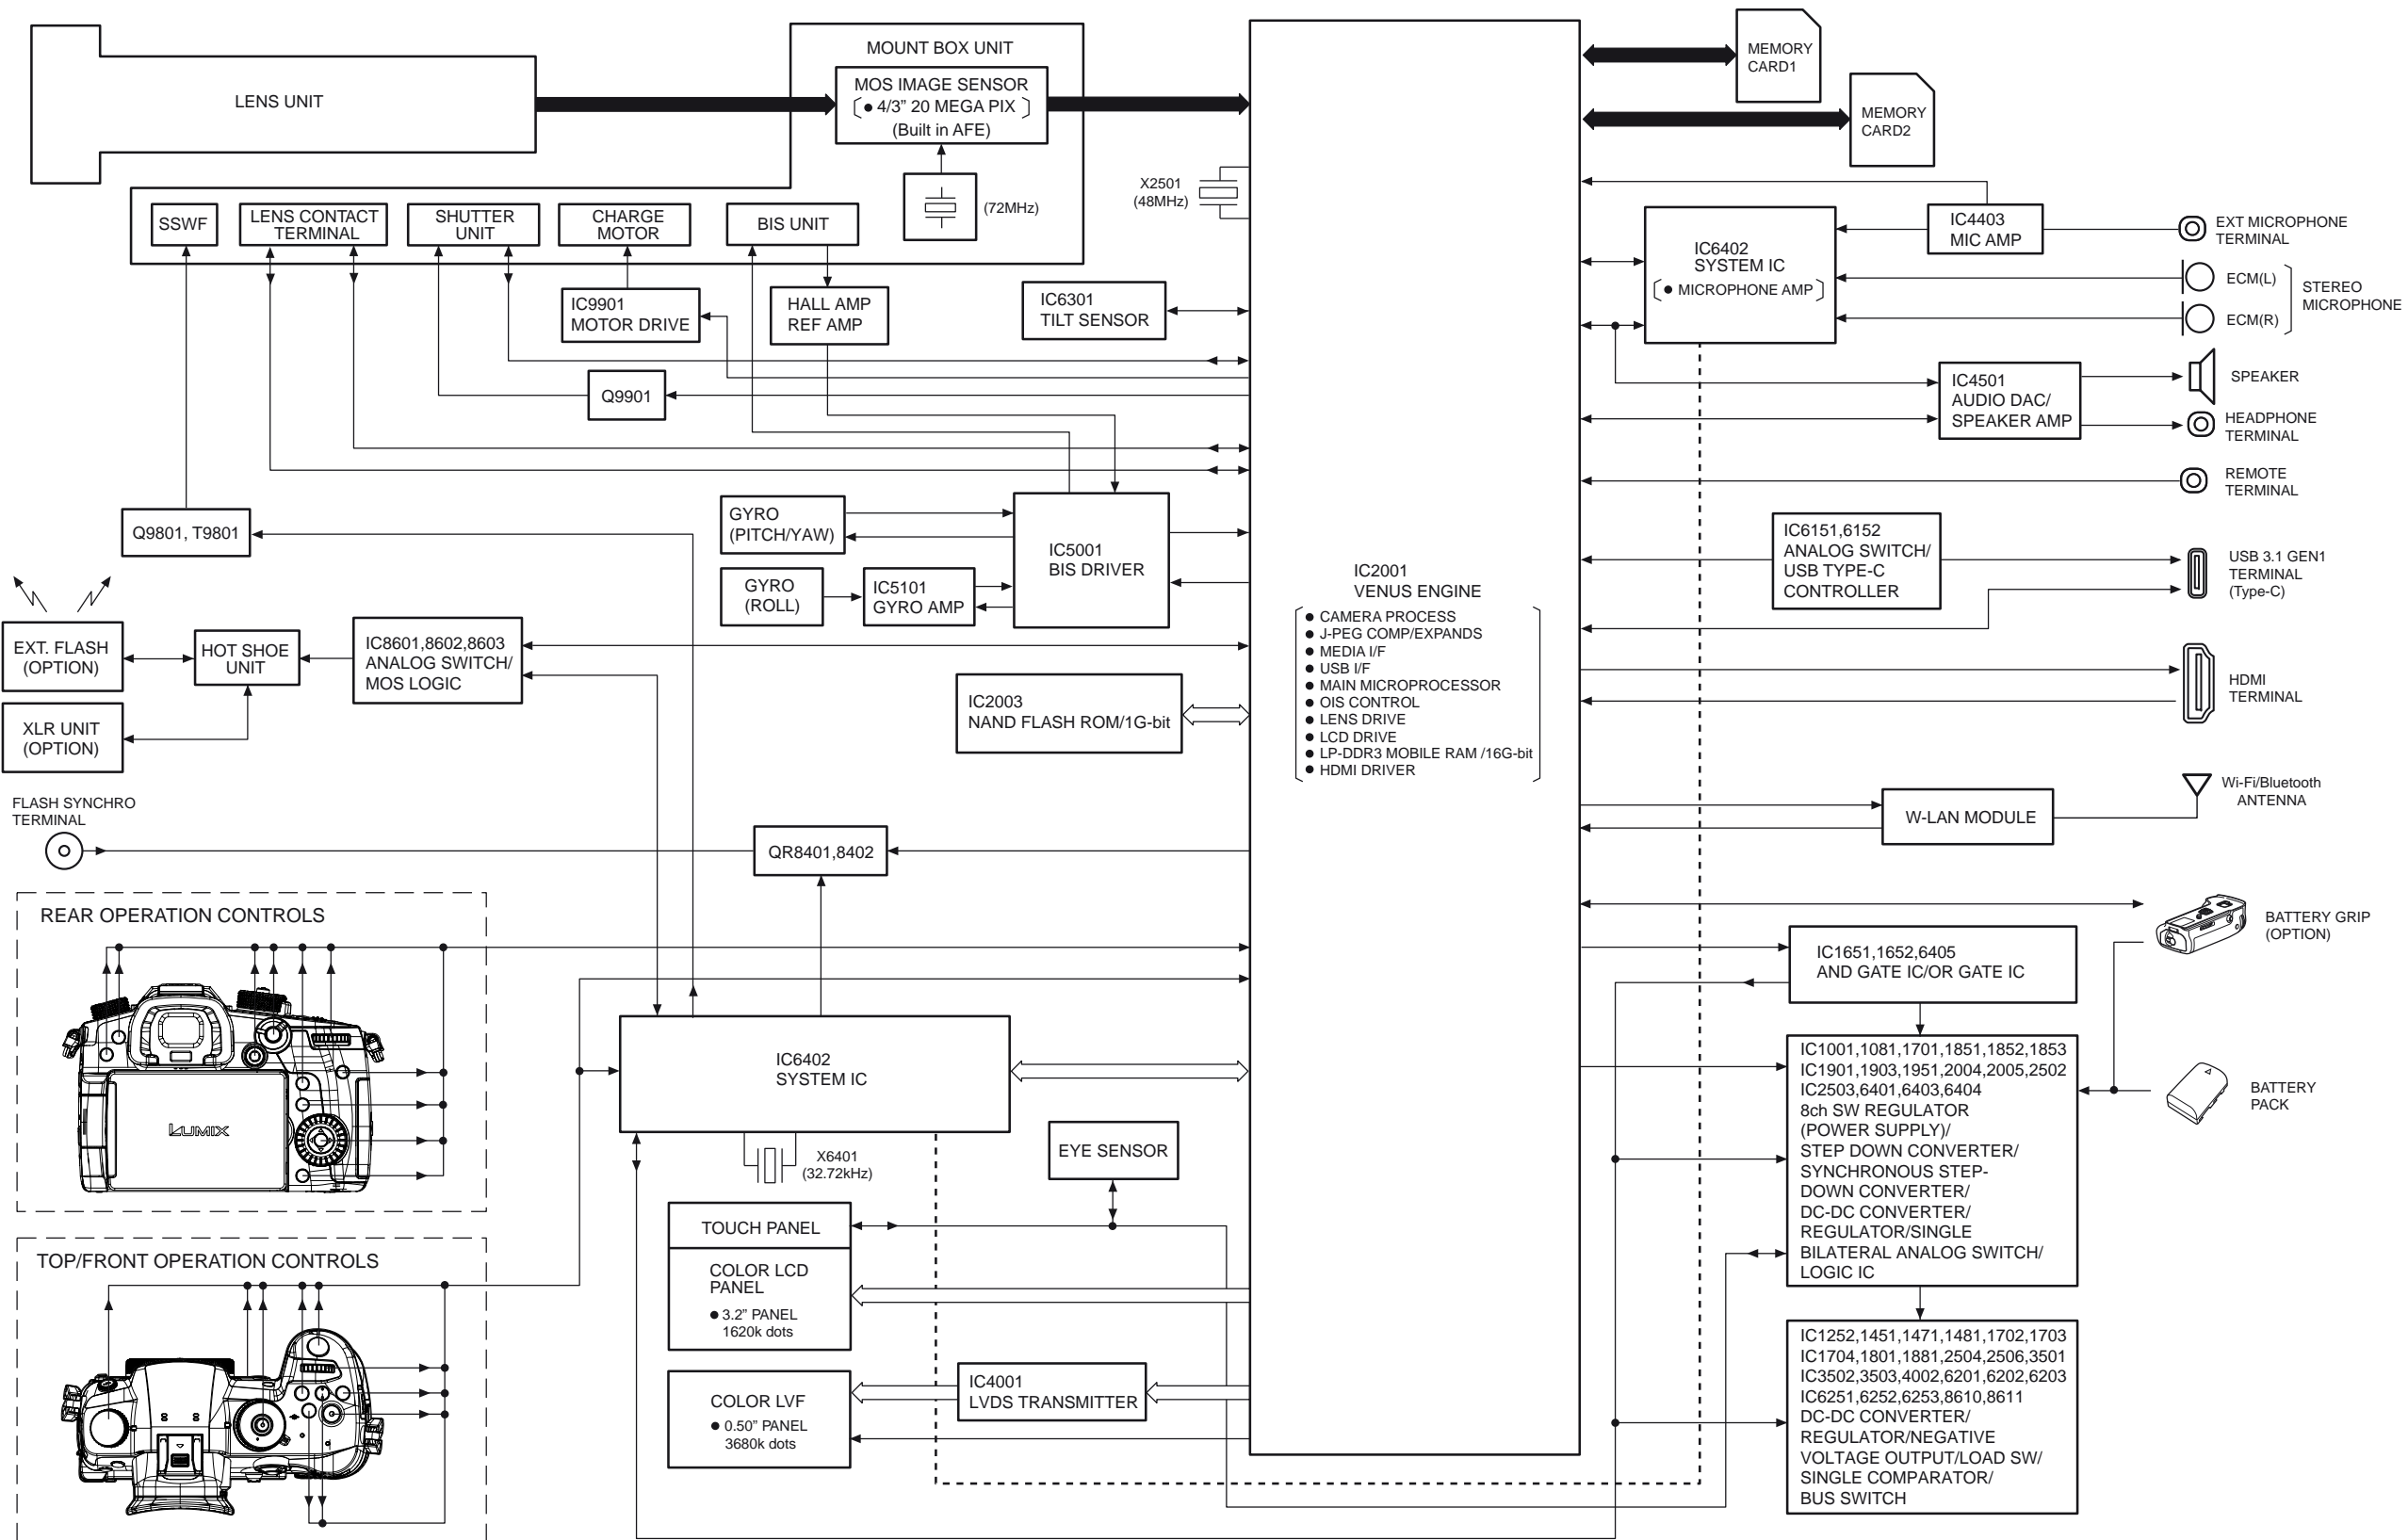 LENS UNIT
MOUNT BOX UNIT
MOS IMAGE SENSOR
● 4/3” 20 MEGA PIX
(Built in AFE)
(72MHz)
SSWF
LENS CONTACT
TERMINAL
SHUTTER
UNIT
CHARGE
MOTOR
BIS UNIT
IC9901
MOTOR DRIVE
HALL AMP
REF AMP
Q9901
X2501
(48MHz)
IC6301
TILT SENSOR
Q9801, T9801
GYRO
(PITCH/YAW)
GYRO
(ROLL)
IC5101
GYRO AMP
IC5001
BIS DRIVER
EXT. FLASH
(OPTION)
HOT SHOE
UNIT
IC8601,8602,8603
ANALOG SWITCH/
MOS LOGIC
XLR UNIT
(OPTION)
IC2003
NAND FLASH ROM/1G-bit
FLASH SYNCHRO
TERMINAL
QR8401,8402
REAR OPERATION CONTROLS
LUMIX
TOP/FRONT OPERATION CONTROLS
IC6402
SYSTEM IC
X6401
(32.72kHz)
EYE SENSOR
TOUCH PANEL
COLOR LCD
PANEL
● 3.2” PANEL
1620k dots
COLOR LVF
● 0.50” PANEL
3680k dots
IC4001
LVDS TRANSMITTER
IC2001
VENUS ENGINE
● CAMERA PROCESS
● J-PEG COMP/EXPANDS
● MEDIA I/F
● USB I/F
● MAIN MICROPROCESSOR
● OIS CONTROL
● LENS DRIVE
● LCD DRIVE
● LP-DDR3 MOBILE RAM /16G-bit
● HDMI DRIVER
MEMORY
CARD1
MEMORY
CARD2
IC6402
SYSTEM IC
● MICROPHONE AMP
IC4403
MIC AMP
EXT MICROPHONE
TERMINAL
ECM(L)
ECM(R)
STEREO
MICROPHONE
IC4501
AUDIO DAC/
SPEAKER AMP
SPEAKER
HEADPHONE
TERMINAL
REMOTE
TERMINAL
IC6151,6152
ANALOG SWITCH/
USB TYPE-C
CONTROLLER
USB 3.1 GEN1
TERMINAL
(Type-C)
HDMI
TERMINAL
W-LAN MODULE
Wi-Fi/Bluetooth
ANTENNA
BATTERY GRIP
(OPTION)
IC1651,1652,6405
AND GATE IC/OR GATE IC
IC1001,1081,1701,1851,1852,1853
IC1901,1903,1951,2004,2005,2502
IC2503,6401,6403,6404
8ch SW REGULATOR
(POWER SUPPLY)/
STEP DOWN CONVERTER/
SYNCHRONOUS STEP-
DOWN CONVERTER/
DC-DC CONVERTER/
REGULATOR/SINGLE
BILATERAL ANALOG SWITCH/
LOGIC IC
BATTERY
PACK
IC1252,1451,1471,1481,1702,1703
IC1704,1801,1881,2504,2506,3501
IC3502,3503,4002,6201,6202,6203
IC6251,6252,6253,8610,8611
DC-DC CONVERTER/
REGULATOR/NEGATIVE
VOLTAGE OUTPUT/LOAD SW/
SINGLE COMPARATOR/
BUS SWITCH